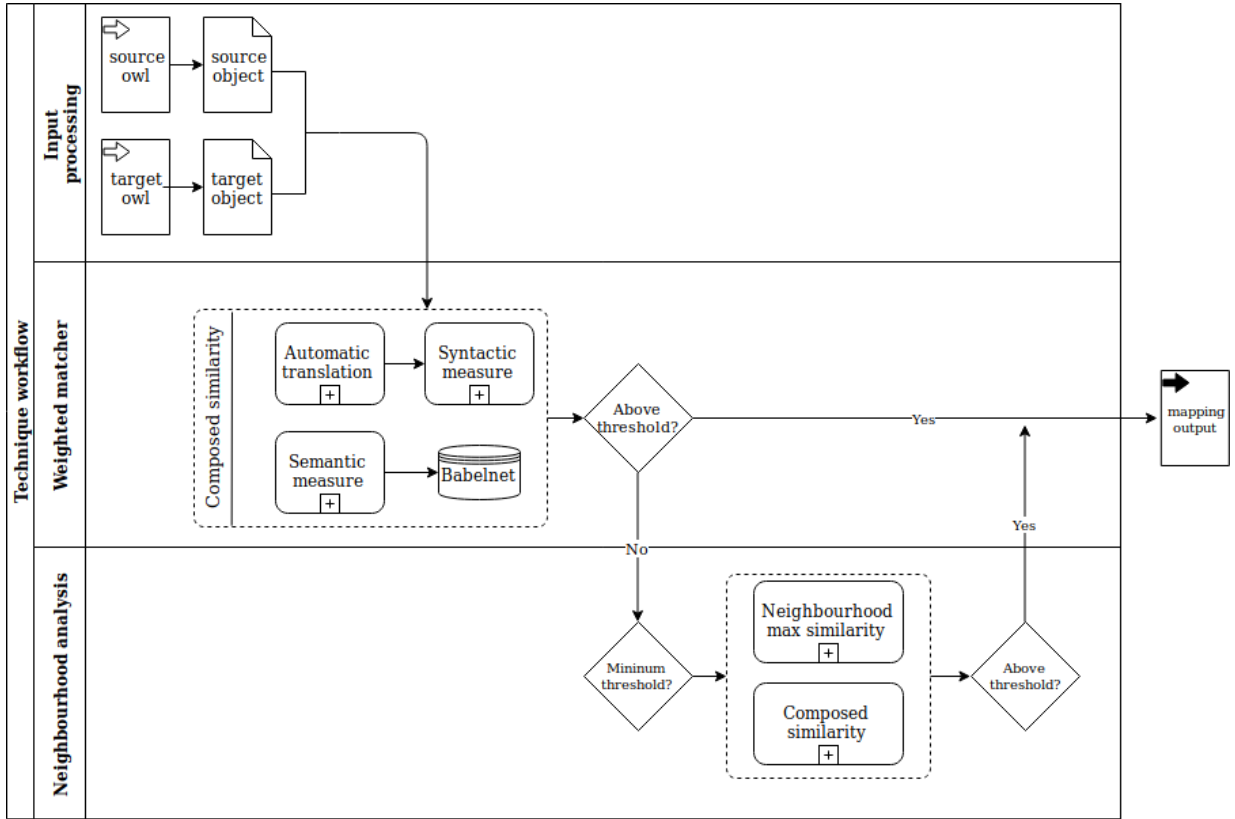 Technique workflow
Input
processing
source
owl
source
object
target
owl
target
object
Weighted matcher
Composed similarity
Automatic
translation
+
Syntactic
measure
+
Semantic
measure
+
Babelnet
Above
threshold?
Yes
mapping
output
No
Yes
Neighbourhood analysis
Mininum
threshold?
Neighbourhood
max similarity
+
Composed
similarity
+
Above
threshold?